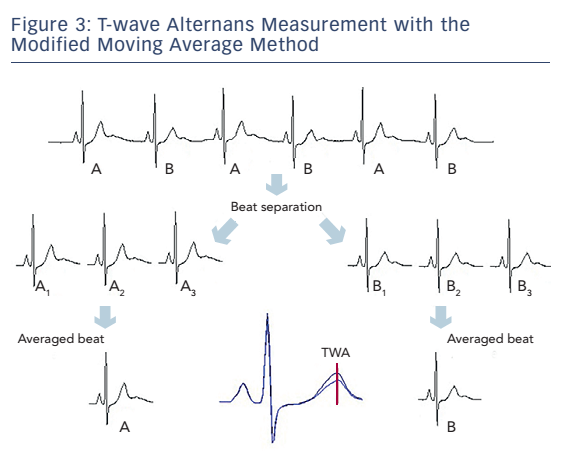 Figure 3: T-wave Alternans Measurement with the
Modified Moving Average Method
A B A B A B
Beat separation
A1 A2 A3 B1 B2 B3
Averaged beat Averaged beat
TWA
A B